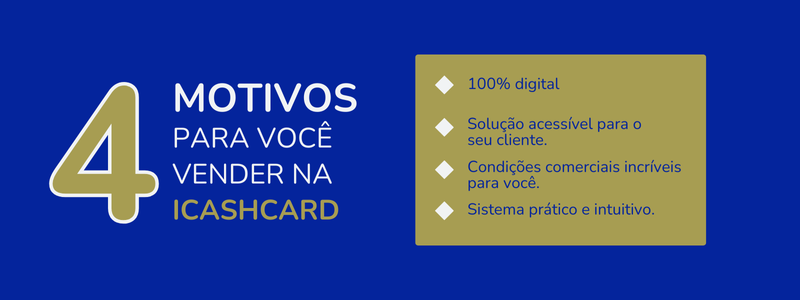 4
MOTIVOS
PARA VOCÊ
VENDER NA
ICASHCARD
100% digital
Solução acessível para o
seu cliente.
Condições comerciais incríveis
para você.
Sistema prático e intuitivo.